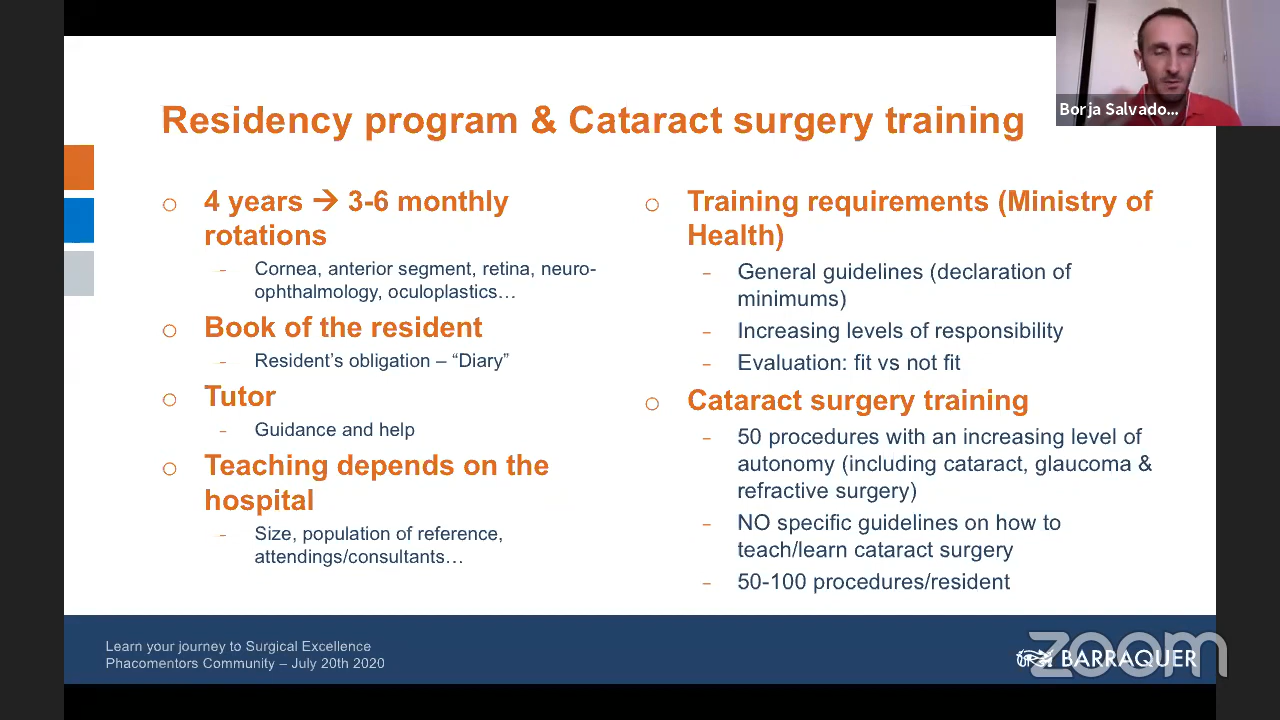 Residency program & Cataract surgery training
4 years → 3-6 monthly
rotations
- Cornea, anterior segment, retina, neuro-
ophthalmology, oculoplastics…
Book of the resident
- Resident's obligation – “Diary”
Tutor
- Guidance and help
Teaching depends on the
hospital
- Size, population of reference,
attendings/consultants…
Training requirements (Ministry of
Health)
- General guidelines (declaration of
minimums)
- Increasing levels of responsibility
- Evaluation: fit vs not fit
Cataract surgery training
- 50 procedures with an increasing level of
autonomy (including cataract, glaucoma &
refractive surgery)
- NO specific guidelines on how to
teach/learn cataract surgery
- 50-100 procedures/resident
Borja Salvado...
Learn your journey to Surgical Excellence
Phacomentors Community – July 20th 2020
BARRAQUER
zoom